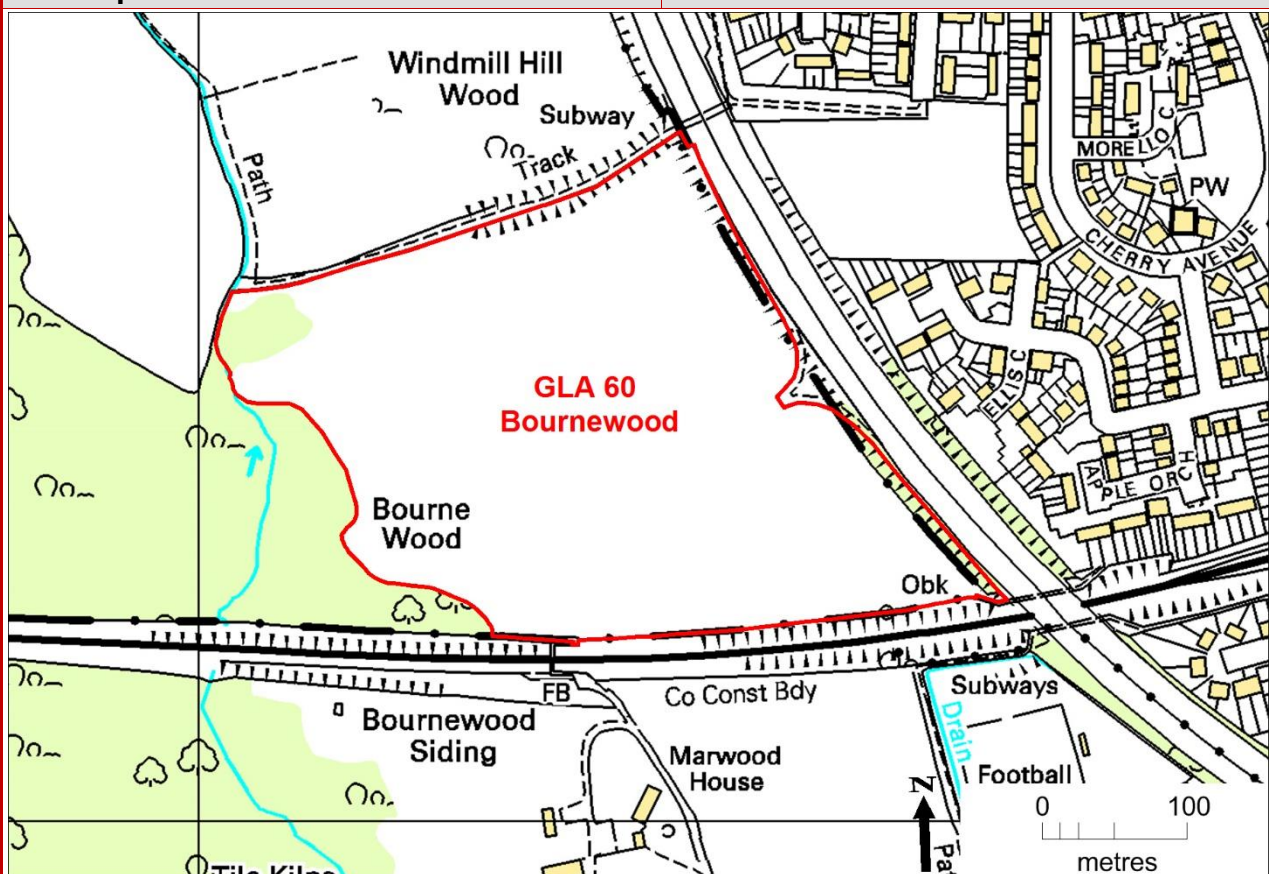 Windmill Hill
Wood
Subway
Track
Path
MORELLO C
PW
CHERRY AVENUE
ELLIS C
GLA 60
Bournewood
APPLE ORCH
Bourne
Wood
Obk
FB
Co Const Bdy
Subways
Bournewood
Siding
Drain
Marwood
House
Football
N
0 100
metres